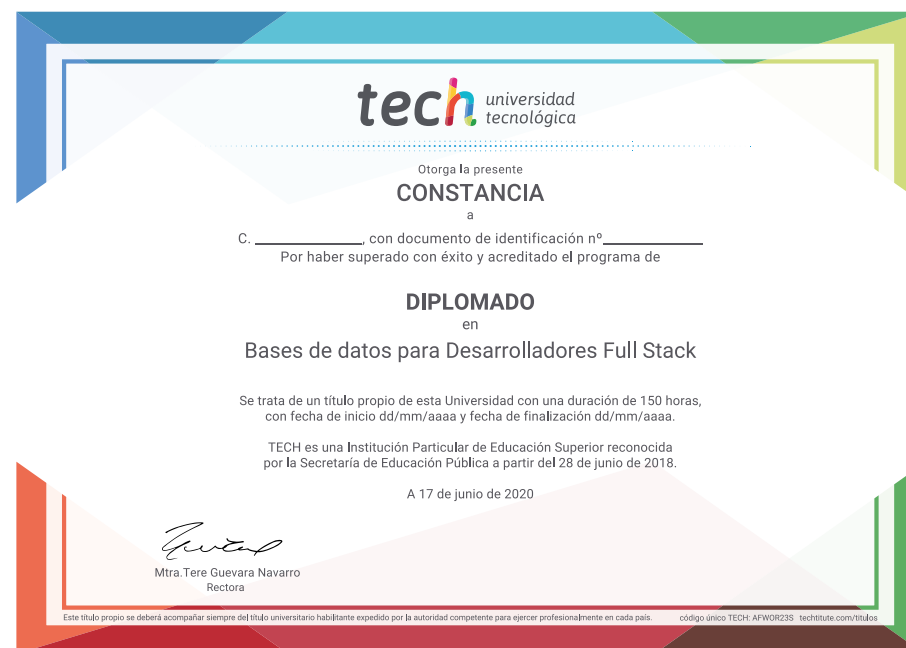 tech universidad
tecnológica
Otorga la presente
CONSTANCIA
a
C. ______________, con documento de identificación nº_____________
Por haber superado con éxito y acreditado el programa de
DIPLOMADO
en
Bases de datos para Desarrolladores Full Stack
Se trata de un título propio de esta Universidad con una duración de 150 horas,
con fecha de inicio dd/mm/aaaa y fecha de finalización dd/mm/aaaa.
TECH es una Institución Particular de Educación Superior reconocida
por la Secretaría de Educación Pública a partir del 28 de junio de 2018.
A 17 de junio de 2020
Mtra.Tere Guevara Navarro
Rectora
Este título propio se deberá acompañar siempre del título universitario habilitante expedido por la autoridad competente para ejercer profesionalmente en cada país. código único TECH: AFWOR23S techtitute.com/titulos